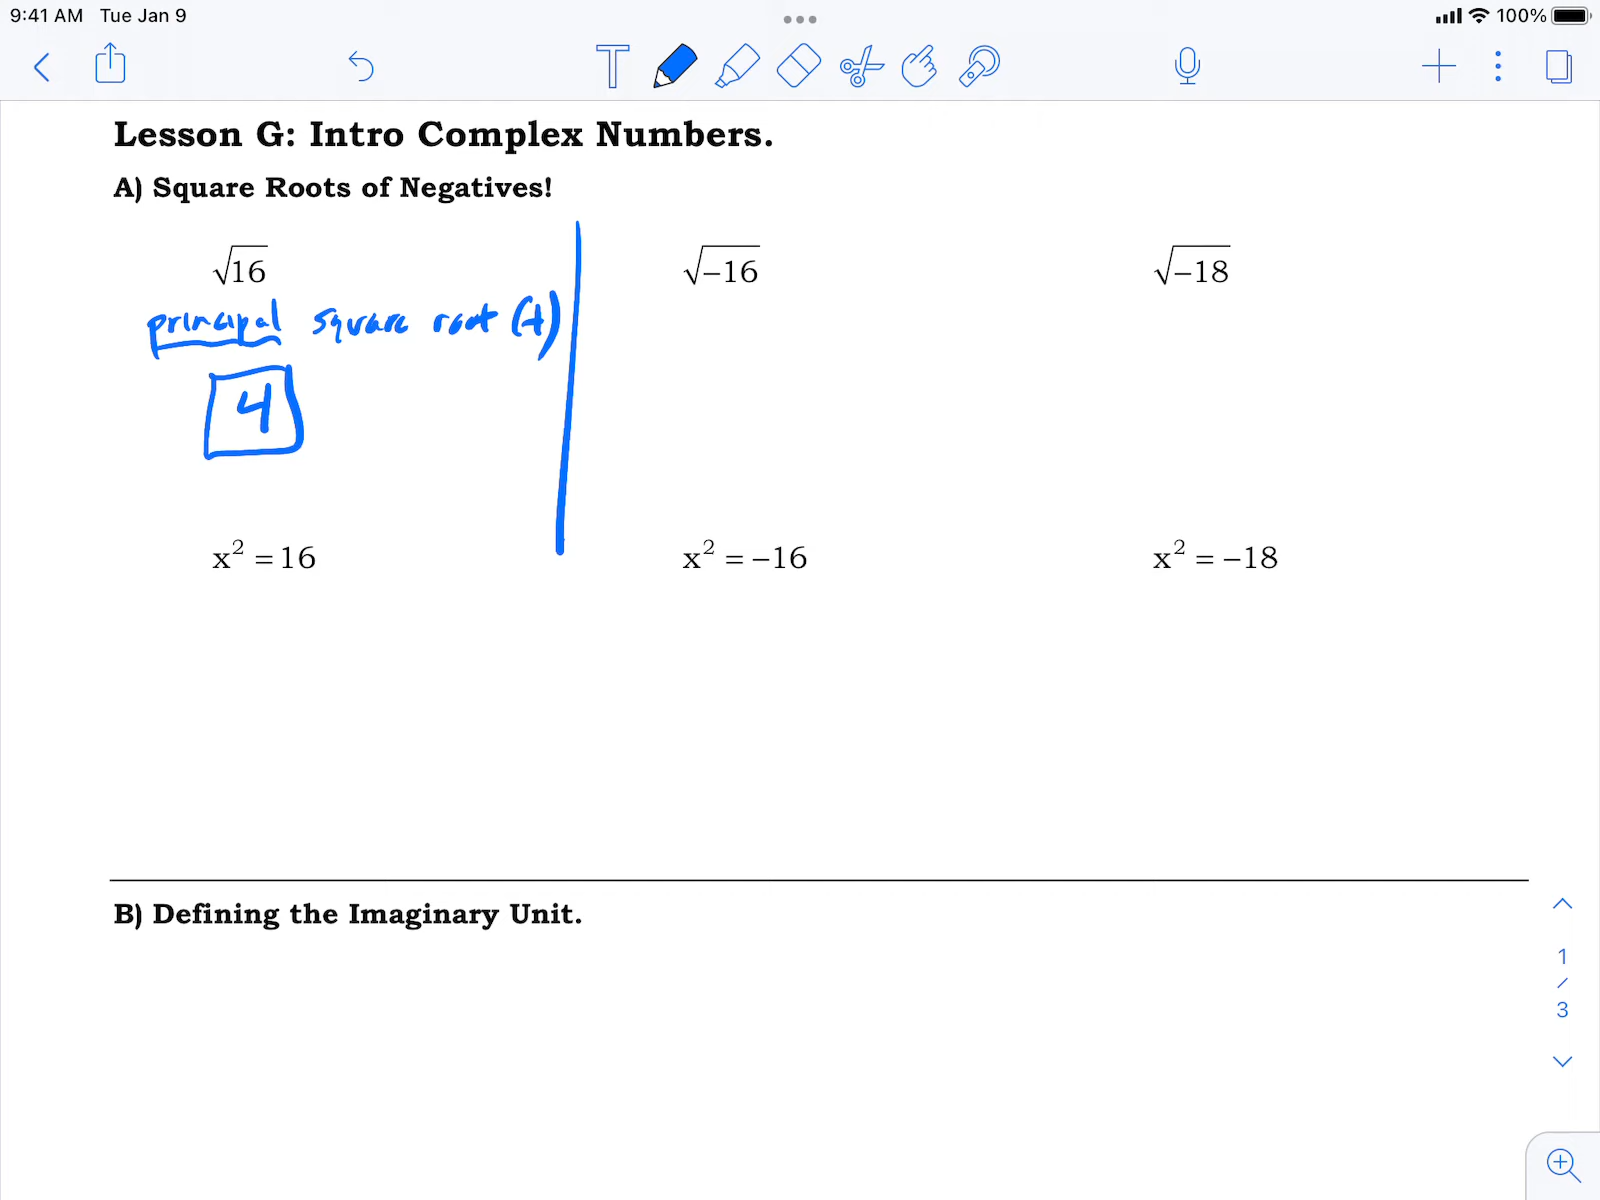 9:41 AM Tue Jan 9 100%
Lesson G: Intro Complex Numbers.
A) Square Roots of Negatives!
√16 √−16 √−18
principal square root (+)
4
x² = 16 x² = −16 x² = −18
B) Defining the Imaginary Unit.
1
/
3